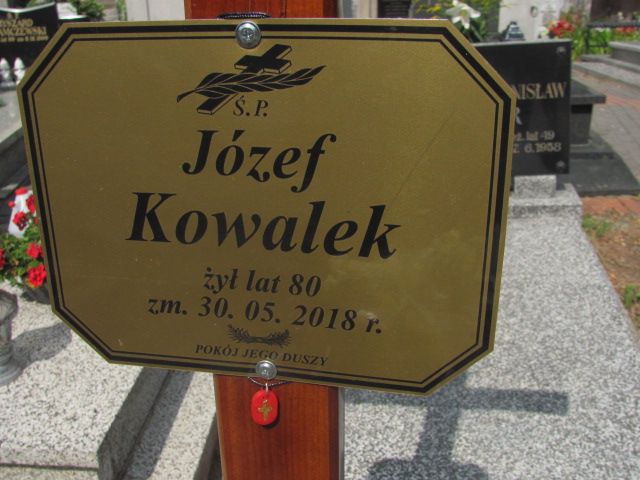 Ś.P.
Józef
Kowalek
żył lat 80
zm. 30. 05. 2018 r.
POKÓJ JEGO DUSZY